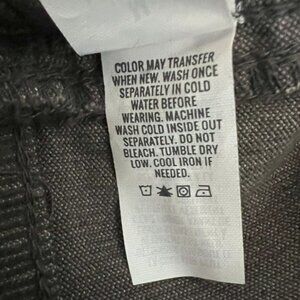 COLOR MAY TRANSFER
WHEN NEW. WASH ONCE
SEPARATELY IN COLD
WATER BEFORE
WEARING. MACHINE
WASH COLD INSIDE OUT
SEPARATELY. DO NOT
BLEACH. TUMBLE DRY
LOW. COOL IRON IF
NEEDED.